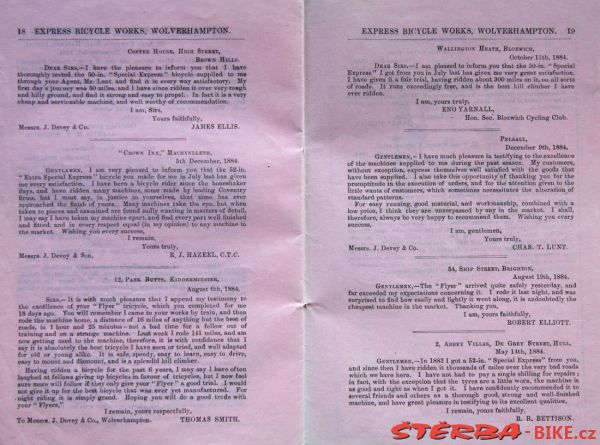 18 EXPRESS BICYCLE WORKS, WOLVERHAMPTON.
COFFEE HOUSE, HIGH STREET,
BROWN HILLS.
DEAR SIRS,—I have the pleasure to inform you that I have
thoroughly tested the 50-in. "Special Express" bicycle supplied to me
through your Agent, Mr. Lunt, and find it in every way satisfactory. My
first day's journey was 50 miles, and I have since ridden it over very rough
and hilly ground, and find it strong and easy to propel. In fact it is a very
cheap and serviceable machine, and well worthy of recommendation.
I am, Sirs,
Yours faithfully,
Messrs. J. Devey & Co. JAMES ELLIS.
"CROWN INN," MACHYNLLETH,
5th December, 1884.
GENTLEMEN,—I am very pleased to inform you that the 52-in.
"Extra Special Express" bicycle you made for me in July last has given
me every satisfaction. I have been a bicycle rider since the boneshaker
days, and have ridden many machines, some made by leading Coventry
firms, but I must say, in justice to yourselves, that none has ever
approached the finish of yours. Many machines take the eye, but when
taken to pieces and examined are found sadly wanting in matters of detail,
I may say I have taken my machine apart, and find every part well finished
and fitted, and in every respect equal (in my opinion) to any machine in
the market. Wishing you every success,
I remain,
Yours truly,
Messrs. J. Devey & Son. R. J. HAZEEL, C.T.C.
12, PARK BUTTS, KIDDERMINSTER,
August 6th, 1884.
SIRS,—It is with much pleasure that I append my testimony to
the excellence of your "Flyer" tricycle, which you completed for me
18 days ago. You will remember I came to your works by train, and then
rode the machine home, a distance of 16 miles of anything but the best of
roads, in 1 hour and 25 minutes—not a bad time for a fellow out of
training and on a strange machine. Last week I rode 141 miles, and am
now getting used to the machine, therefore, it is with confidence that I
say it is absolutely the best tricycle I have seen or tried, and well adapted
for old or young alike. It is safe, speedy, easy to learn, easy to drive,
easy to mount and dismount, and is a splendid hill climber.
Having ridden a bicycle for the past 6 years, I may say I have often
laughed at fellows giving up bicycles in favour of tricycles, but I now feel
sure more will follow if they only give your "Flyer" a good trial. I would
not give it up for the best bicycle that was ever yet manufactured. For
night riding it is simply grand. Hoping you will do a good trade with
your "Flyers,"
I remain, yours respectfully,
To Messrs. J. Devey & Co., Wolverhampton. THOMAS SMITH.
EXPRESS BICYCLE WORKS, WOLVERHAMPTON. 19
WALLINGTON HEATH, BLOXWICH,
October 11th, 1884.
DEAR SIRS,—I am pleased to inform you that the 50-in. "Special
Express" I got from you in July last has given me very great satisfaction.
I have given it a fair trial, having ridden about 300 miles on it, on all sorts
of roads. It runs exceedingly free, and is the best hill climber I have
ever ridden.
I am, yours truly,
ENO YARNALL,
Hon. Sec. Bloxwich Cycling Club.
PELSALL,
December 9th, 1884.
GENTLEMEN,—I have much pleasure in testifying to the excellence
of the machines supplied to me during the past season. My customers,
without exception, express themselves well satisfied with the goods that
have been supplied. I also take this opportunity of thanking you for the
promptitude in the execution of orders, and for the attention given to the
little wants of customers, which sometimes necessitates the alteration of
standard patterns.
For easy running, good material, and workmanship, combined with a
low price, I think they are unsurpassed by any in the market. I shall,
therefore, always be very happy to recommend them. Wishing you every
success,
I am, gentlemen,
Yours truly,
Messrs. J. Devey & Co. CHAS. T. LUNT.
54, SHIP STREET, BRIGHTON,
August 19th, 1884.
GENTLEMEN,—The "Flyer" arrived quite safely yesterday, and
far exceeded my expectations concerning it. I rode it last night, and was
surprised to find how easily and lightly it went along, it is undoubtedly the
cheapest machine in the market. Thanking you,
I am, yours faithfully,
ROBERT ELLIOTT.
2, ABBEY VILLAS, DE GREY STREET, HULL,
May 14th, 1884.
GENTLEMEN,—In 1883 I got a 53-in. "Special Express" from you,
and since then I have ridden it thousands of miles over the very bad roads
which we have here. I have not had to pay a single shilling for repairs;
in fact, with the exception that the tyres are a little worn, the machine is
as good and right as when I got it. I have confidently recommended it to
several friends and others as a thorough good, strong and well-finished
machine, and have great pleasure in testifying to its excellent qualities,
I remain, yours faithfully,
R. B. BETTISON.
ŠTĚRBA-BIKE.cz